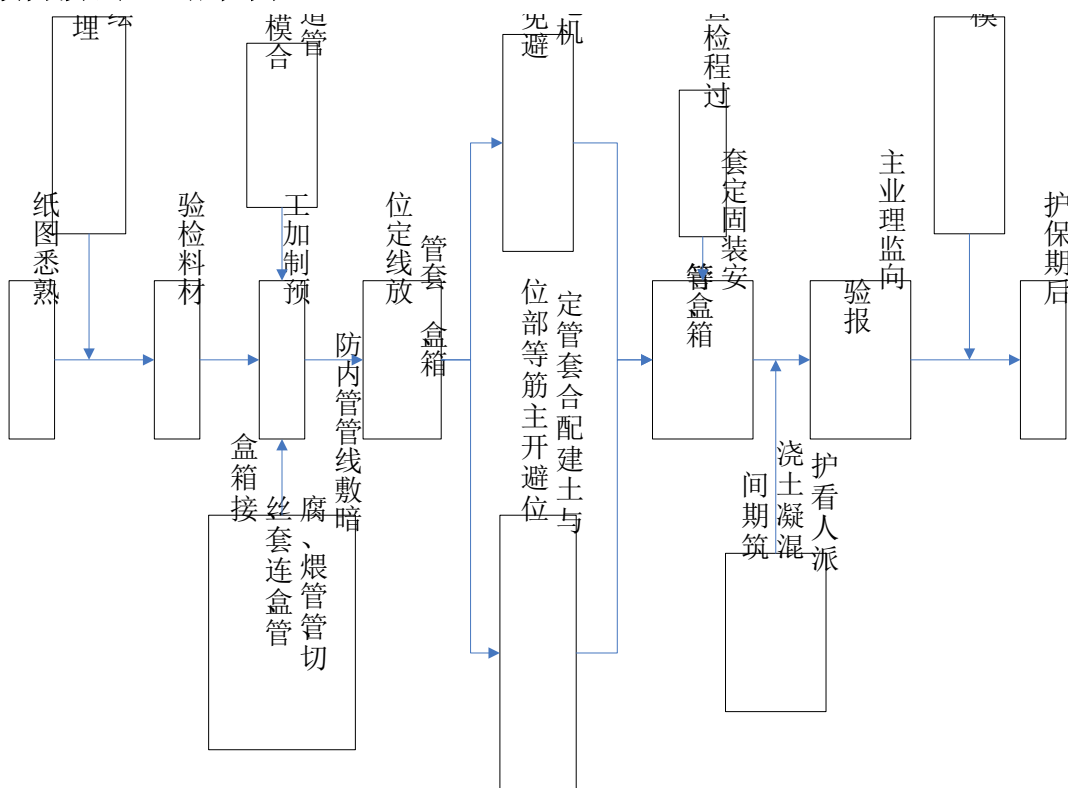 理
模合
道管
免避
机
检程过
纸图悉熟
验检料材
工加制预
位定线放
管套 盒箱
套定固装安
管、盒箱
主业理监向
验报
护保期后
防内管管线敷暗
腐、煨管管、切
丝套连盒、管
盒箱接
位部等筋主开避位
定管套合配建土与
护看人派
浇土凝混
间期筑